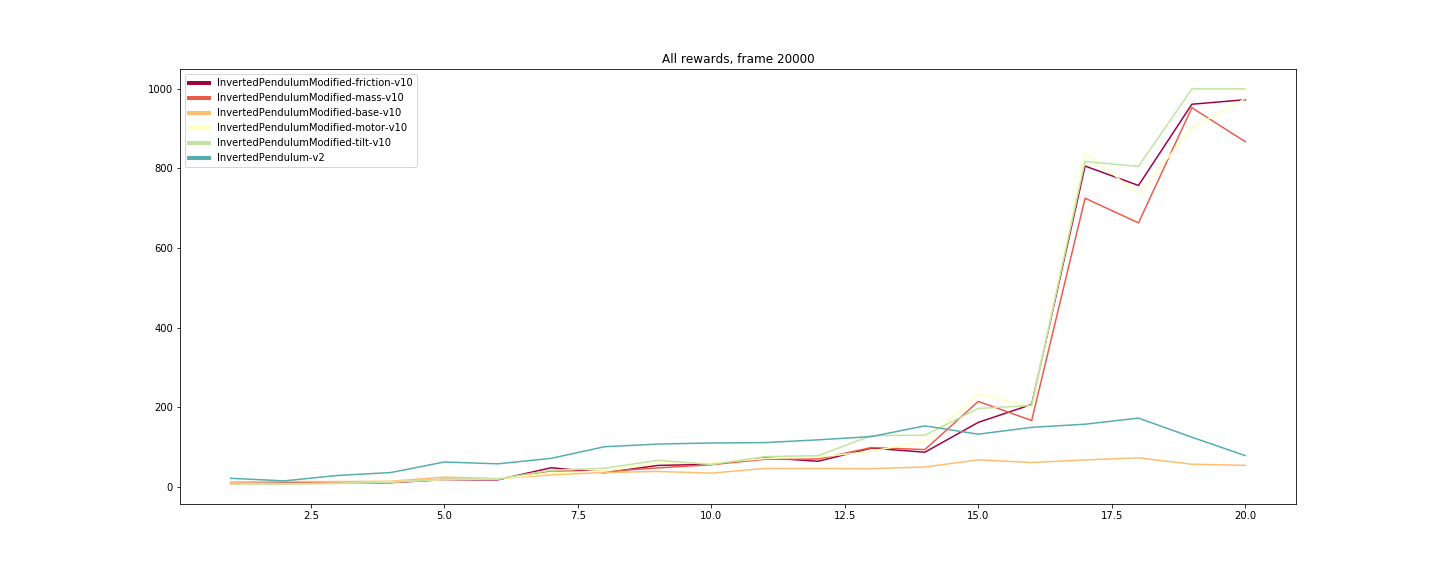 All rewards, frame 20000
InvertedPendulumModified-friction-v10
InvertedPendulumModified-mass-v10
InvertedPendulumModified-base-v10
InvertedPendulumModified-motor-v10
InvertedPendulumModified-tilt-v10
InvertedPendulum-v2
1000
800
600
400
200
0
2.5 5.0 7.5 10.0 12.5 15.0 17.5 20.0